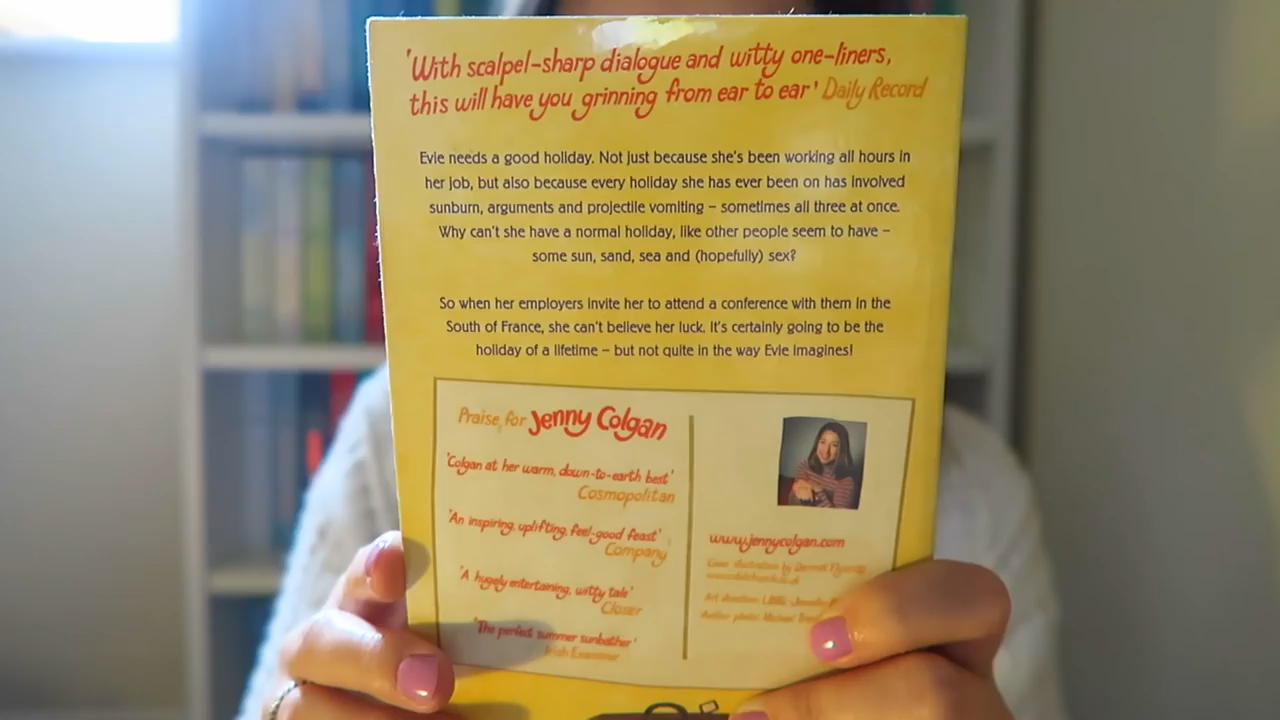 'With scalpel-sharp dialogue and witty one-liners,
this will have you grinning from ear to ear' Daily Record
Evie needs a good holiday. Not just because she's been working all hours in
her job, but also because every holiday she has ever been on has involved
sunburn, arguments and projectile vomiting – sometimes all three at once.
Why can't she have a normal holiday, like other people seem to have –
some sun, sand, sea and (hopefully) sex?
So when her employers invite her to attend a conference with them in the
South of France, she can't believe her luck. It's certainly going to be the
holiday of a lifetime – but not quite in the way Evie imagines!
Praise for Jenny Colgan
'Colgan at her warm, down-to-earth best'
Cosmopolitan
'An inspiring, uplifting, feel-good feast'
Company
'A hugely entertaining, witty tale'
Closer
'The perfect summer sunbather'
Irish Examiner
www.jennycolgan.com
Cover illustration by
Author photo: